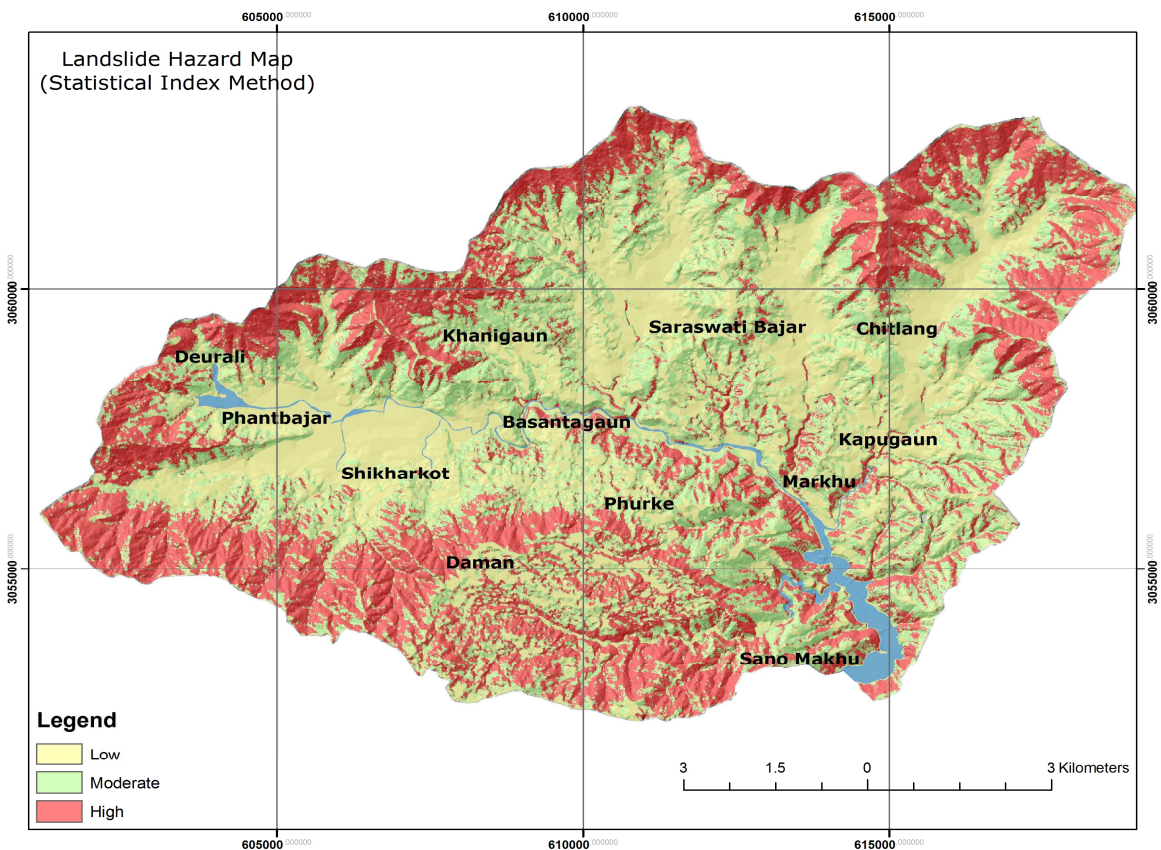 605000.000000 610000.000000 615000.000000
Landslide Hazard Map
(Statistical Index Method)
3060000.000000
3060000.000000
Saraswati Bajar
Chitlang
Khanigaun
Deurali
Phantbajar
Basantagaun
Kapugaun
Shikharkot
Markhu
Phurke
Daman
3055000.000000
3055000.000000
Sano Makhu
Legend
Low
Moderate
High
3 1.5 0 3 Kilometers
605000.000000 610000.000000 615000.000000